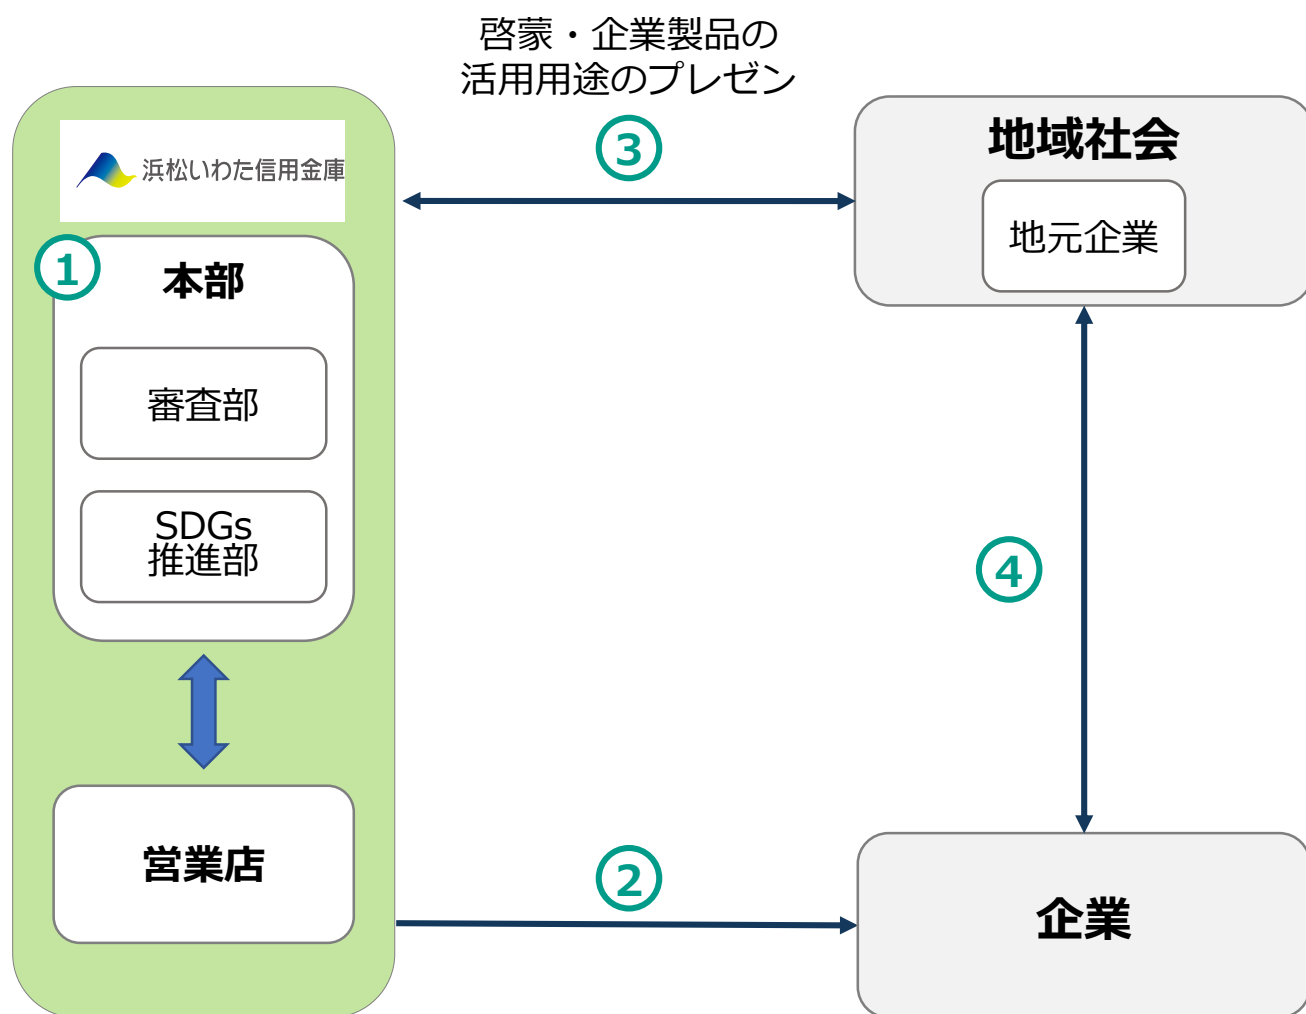 啓蒙・企業製品の
活用用途のプレゼン
③
浜松いわた信用金庫
①
本部
審査部
SDGs
推進部
営業店
地域社会
地元企業
④
②
企業